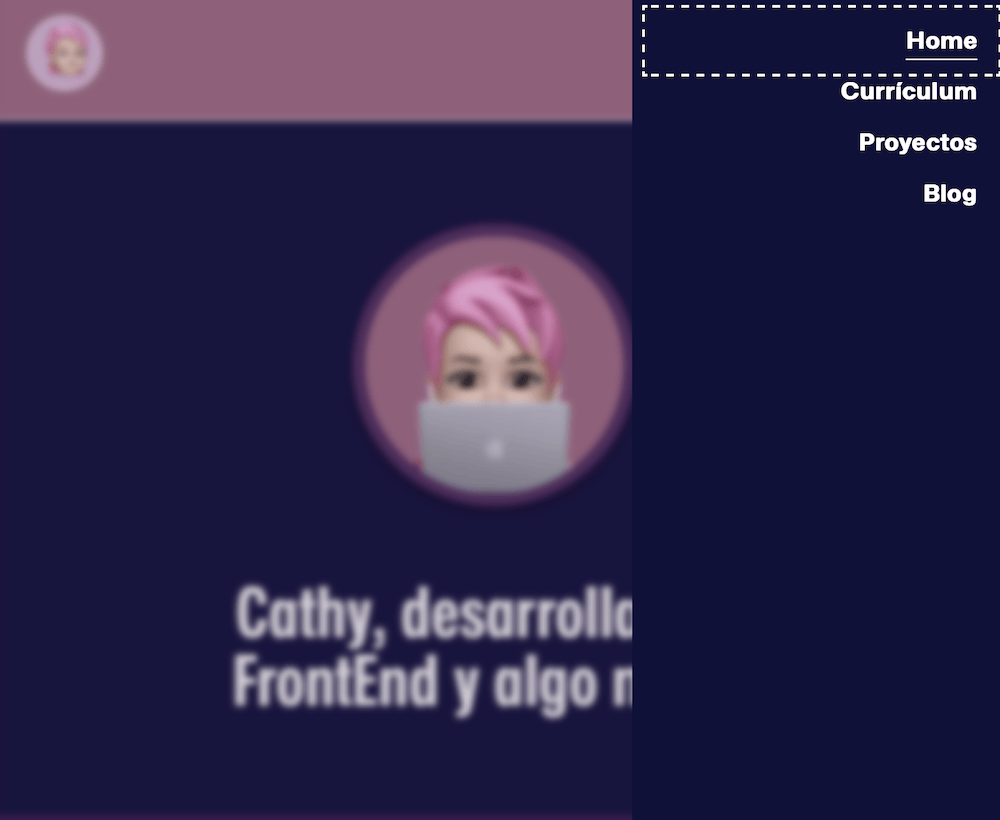 Home
Currículum
Proyectos
Blog
Cathy, desarrolla
FrontEnd y algo